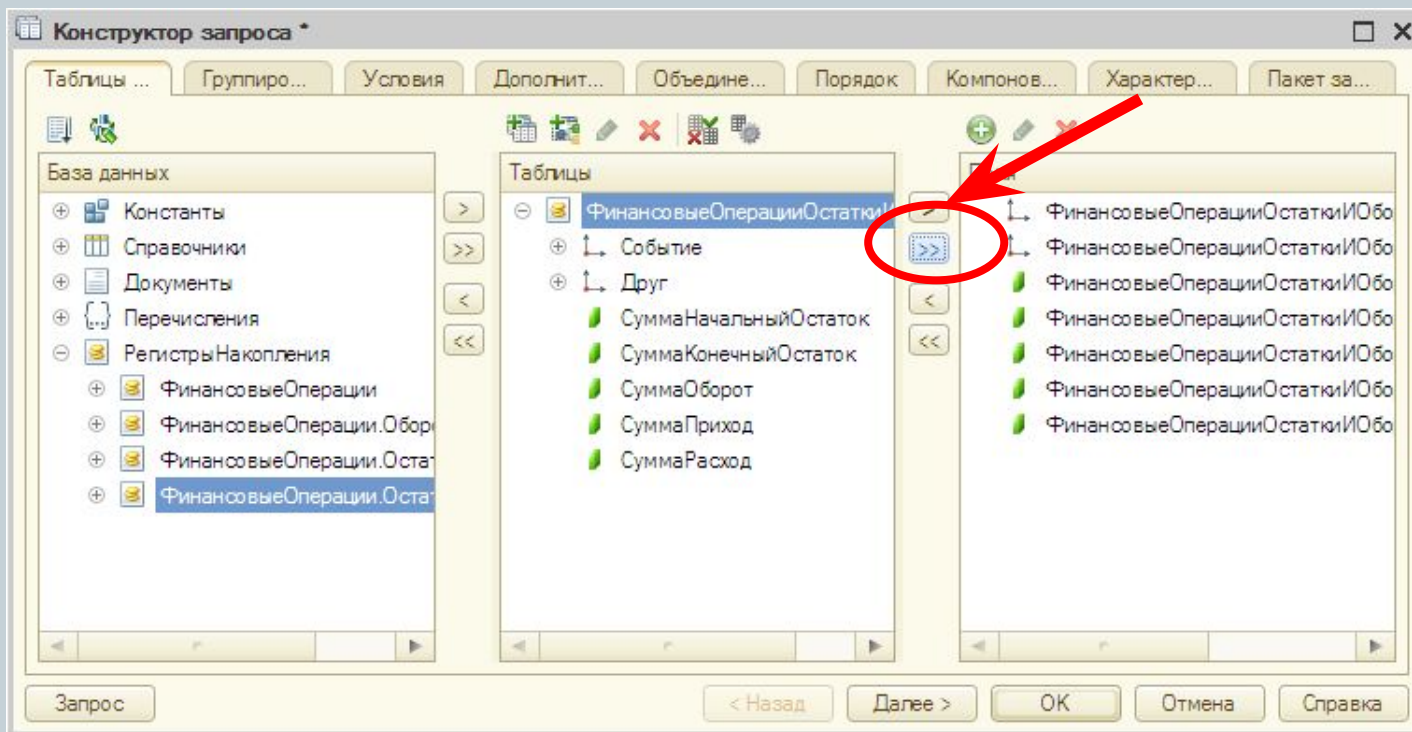 Конструктор запроса *
Таблицы ... Группиро... Условия Дополнит... Объедине... Порядок Компонов... Характер... Пакет за...
База данных
Константы
Справочники
Документы
Перечисления
РегистрыНакопления
ФинансовыеОперации
ФинансовыеОперации.Оборо
ФинансовыеОперации.Остат
ФинансовыеОперации.Остат
>
>>
<
<<
Таблицы
ФинансовыеОперацииОстаткиИ
Событие
Друг
СуммаНачальныйОстаток
СуммаКонечныйОстаток
СуммаОборот
СуммаПриход
СуммаРасход
>>
<
<<
ФинансовыеОперацииОстаткиИОбо
ФинансовыеОперацииОстаткиИОбо
ФинансовыеОперацииОстаткиИОбо
ФинансовыеОперацииОстаткиИОбо
ФинансовыеОперацииОстаткиИОбо
ФинансовыеОперацииОстаткиИОбо
ФинансовыеОперацииОстаткиИОбо
Запрос < Назад Далее > ОК Отмена Справка